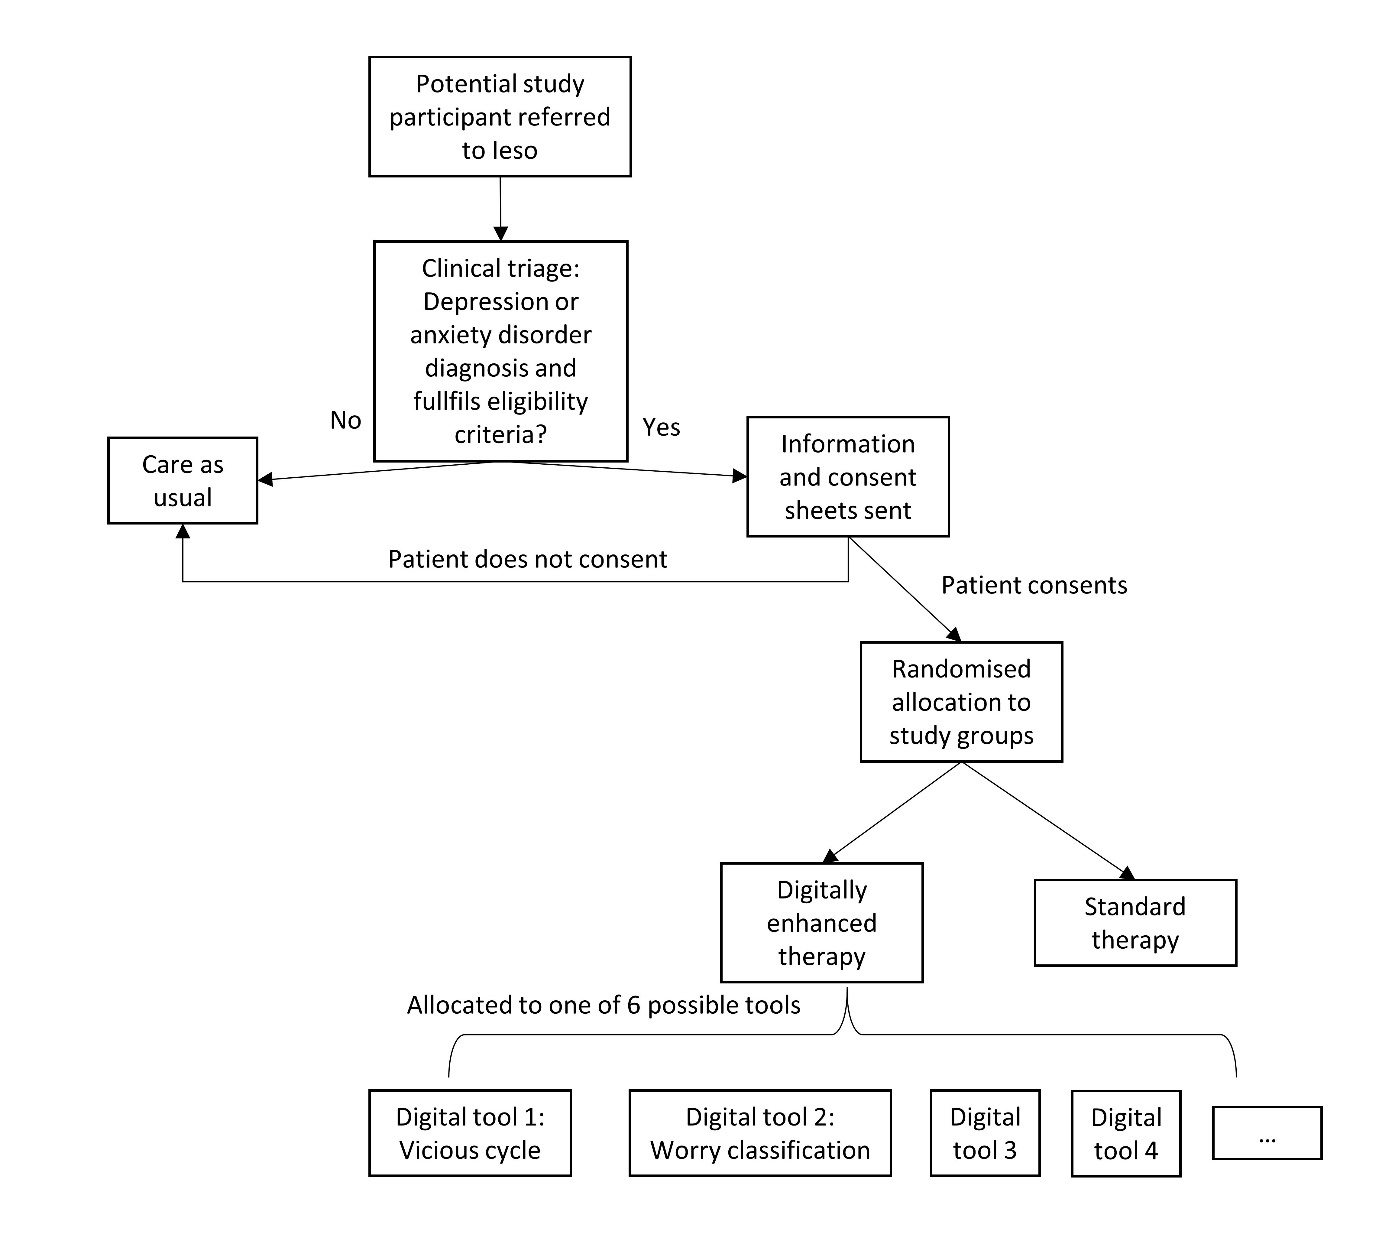 Potential study
participant referred
to Ieso
Clinical triage:
Depression or
anxiety disorder
diagnosis and
fullfils eligibility
criteria?
No
Yes
Care as
usual
Information
and consent
sheets sent
Patient does not consent
Patient consents
Randomised
allocation to
study groups
Digitally
enhanced
therapy
Standard
therapy
Allocated to one of 6 possible tools
Digital tool 1:
Vicious cycle
Digital tool 2:
Worry classification
Digital
tool 3
Digital
tool 4
...